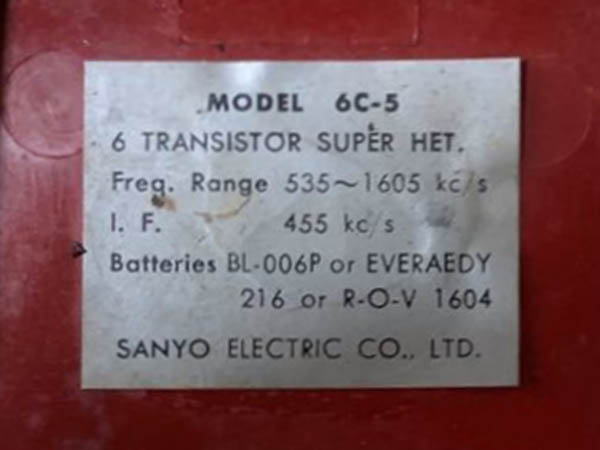 MODEL 6C-5
6 TRANSISTOR SUPER HET.
Freq. Range 535~1605 kc/s
I. F. 455 kc/s
Batteries BL-006P or EVERAEDY
216 or R-O-V 1604
SANYO ELECTRIC CO., LTD.